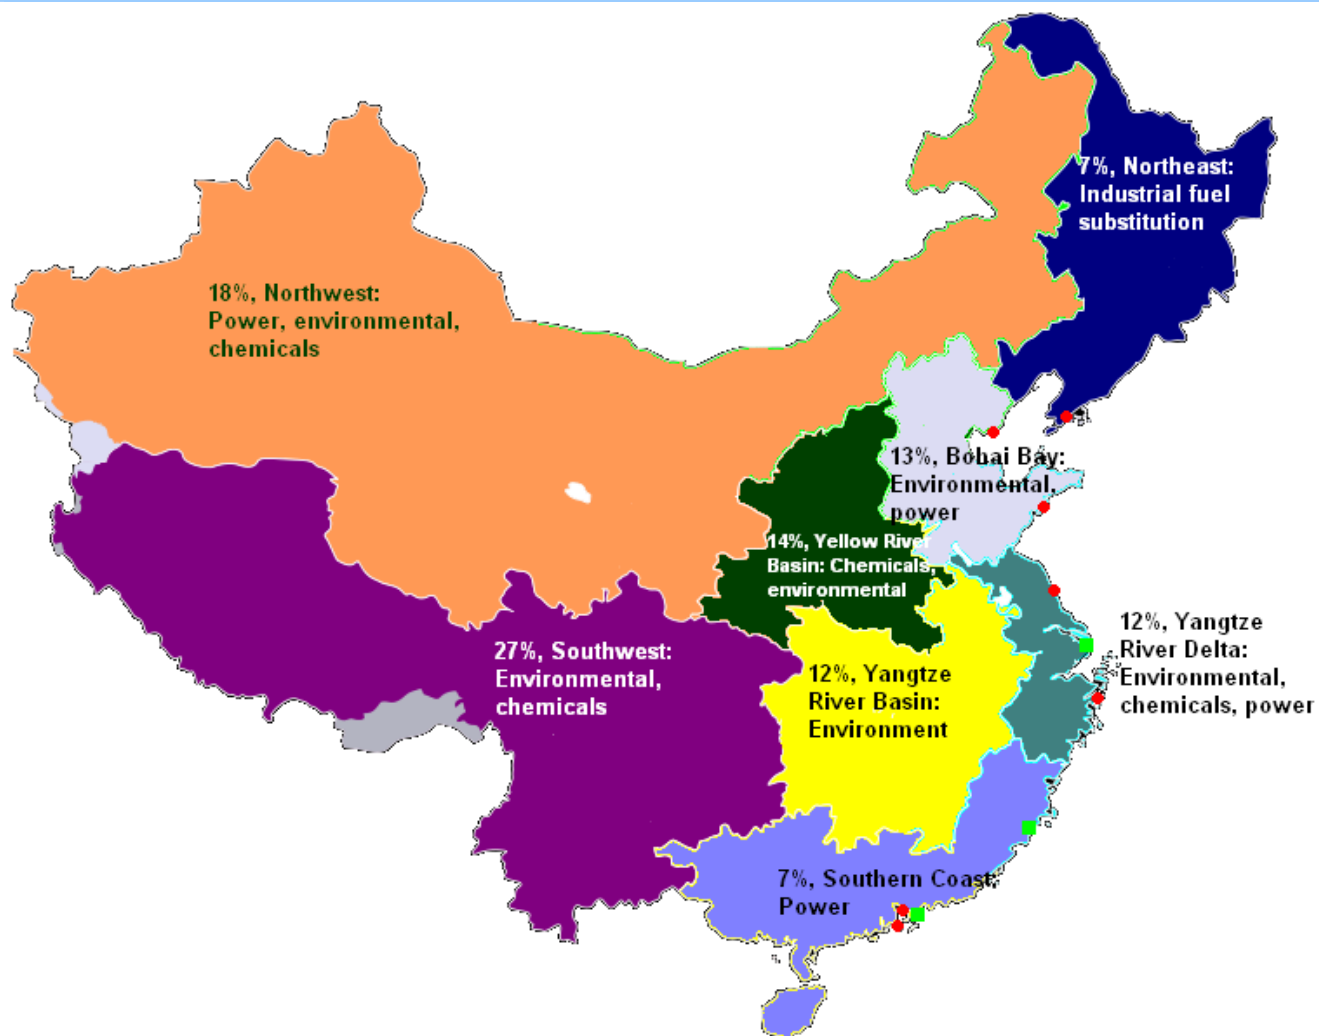 7%, Northeast:
Industrial fuel
substitution
18%, Northwest:
Power, environmental,
chemicals
13%, Bohai Bay:
Environmental,
power
14%, Yellow River
Basin: Chemicals,
environmental
12%, Yangtze
River Delta:
Environmental,
chemicals, power
27%, Southwest:
Environmental,
chemicals
12%, Yangtze
River Basin:
Environment
7%, Southern Coast:
Power